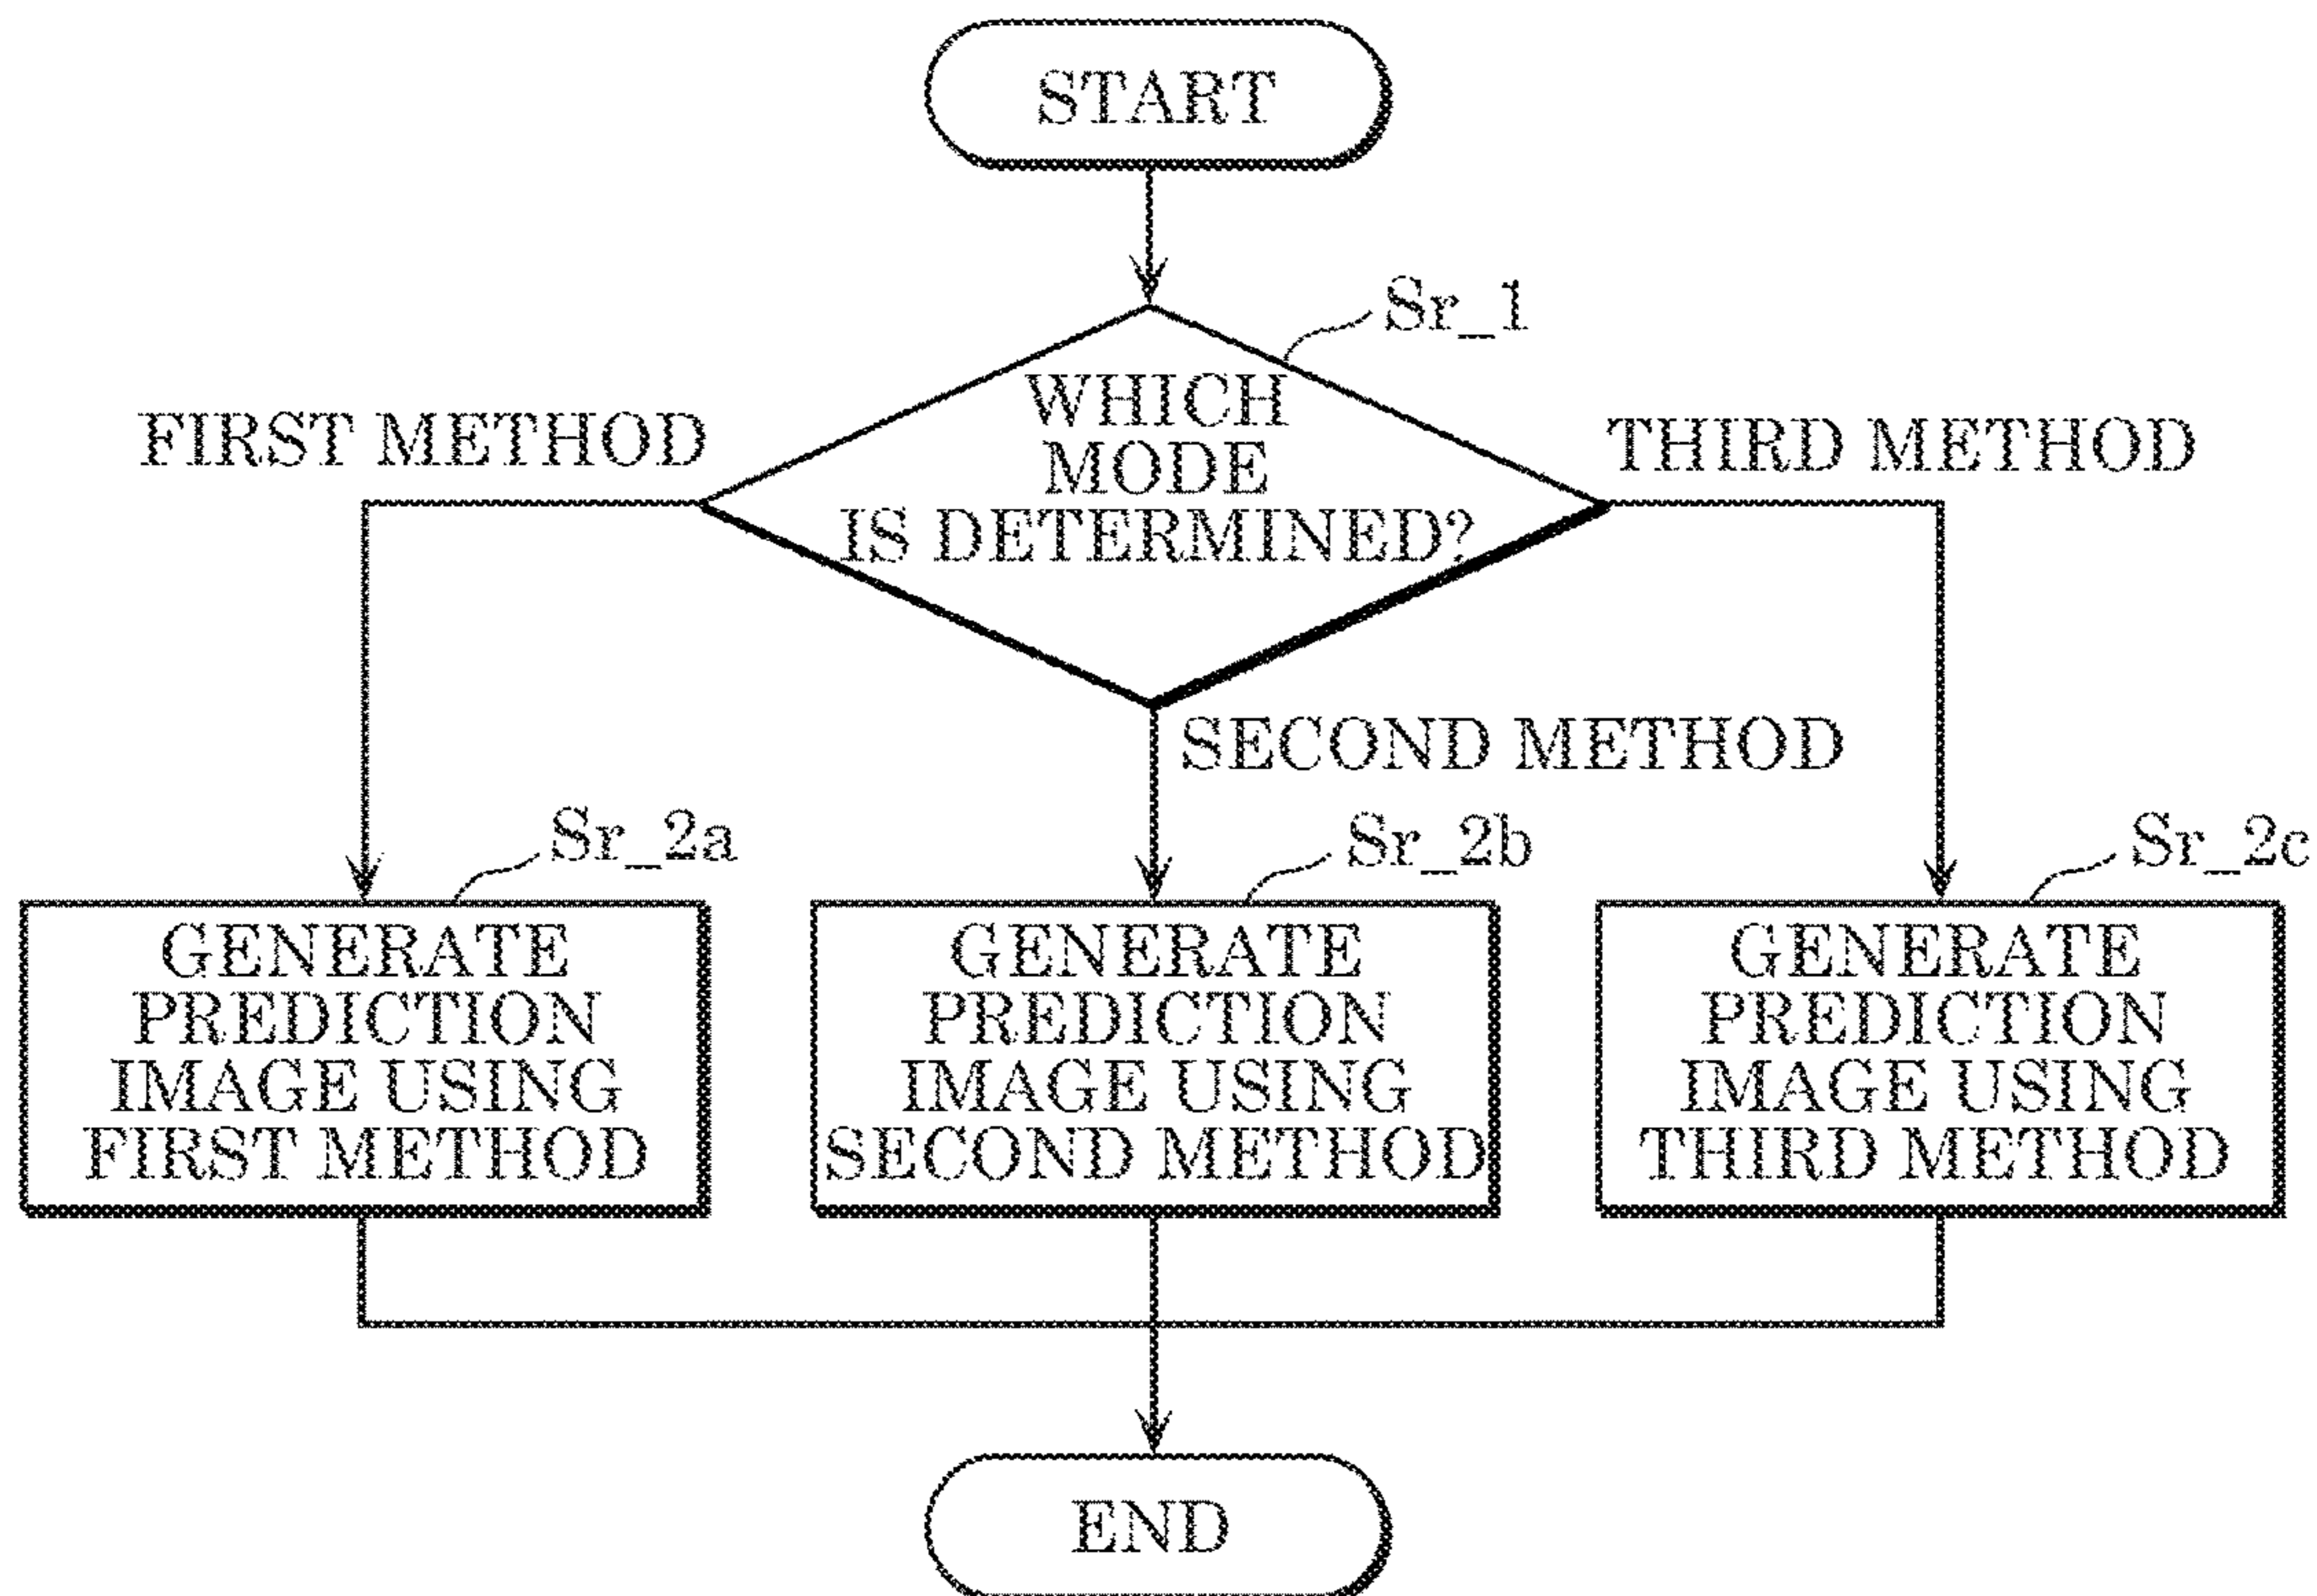 START
Sr_1
WHICH
MODE
IS DETERMINED?
FIRST METHOD
THIRD METHOD
SECOND METHOD
Sr_2a
GENERATE
PREDICTION
IMAGE USING
FIRST METHOD
Sr_2b
GENERATE
PREDICTION
IMAGE USING
SECOND METHOD
Sr_2c
GENERATE
PREDICTION
IMAGE USING
THIRD METHOD
END